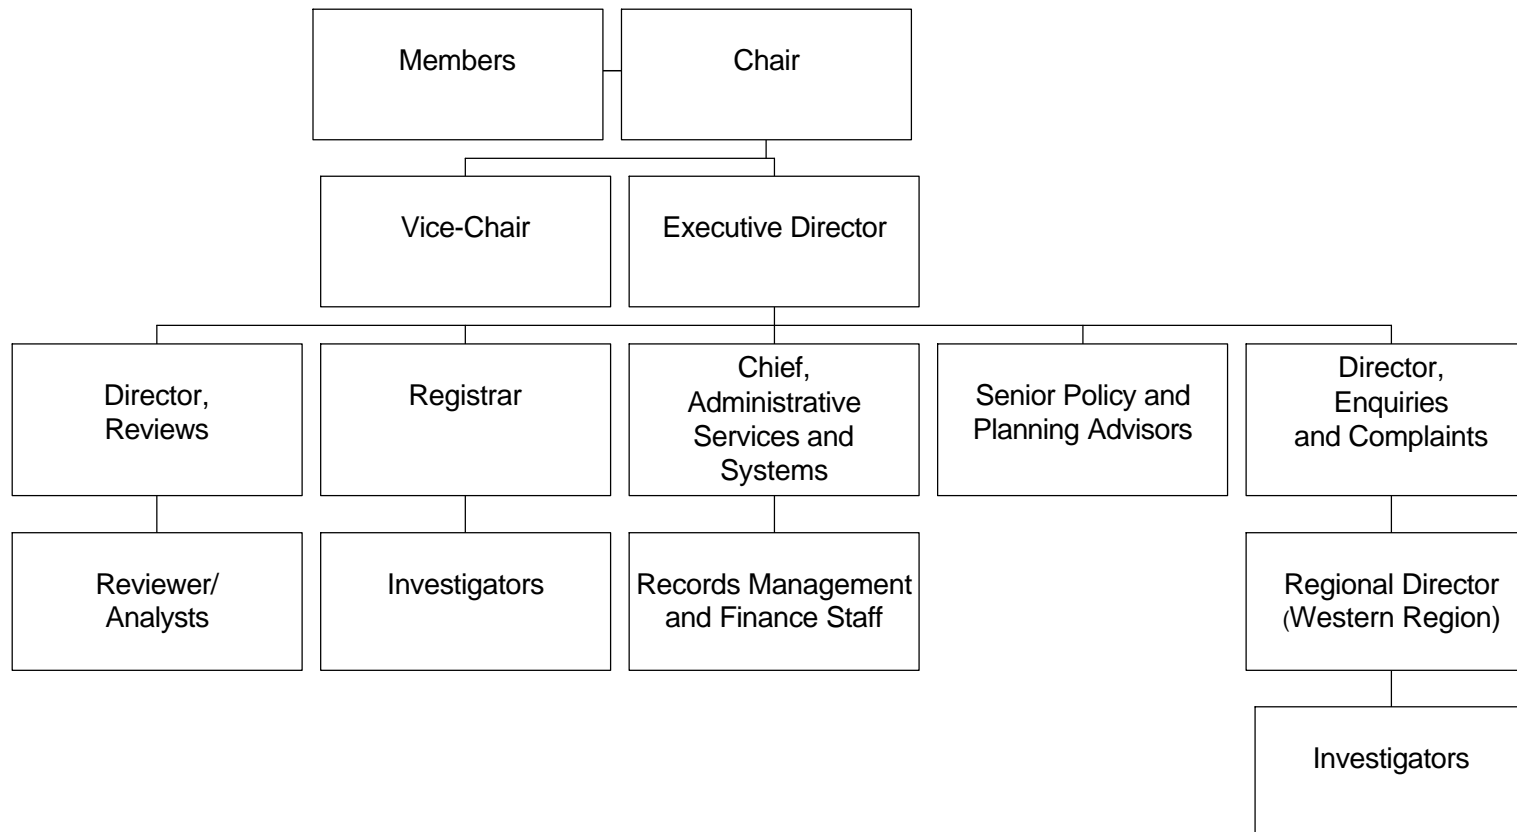 Members
Chair
Vice-Chair
Executive Director
Director,
Reviews
Registrar
Chief,
Administrative
Services and
Systems
Senior Policy and
Planning Advisors
Director,
Enquiries
and Complaints
Reviewer/
Analysts
Investigators
Records Management
and Finance Staff
Regional Director
(Western Region)
Investigators